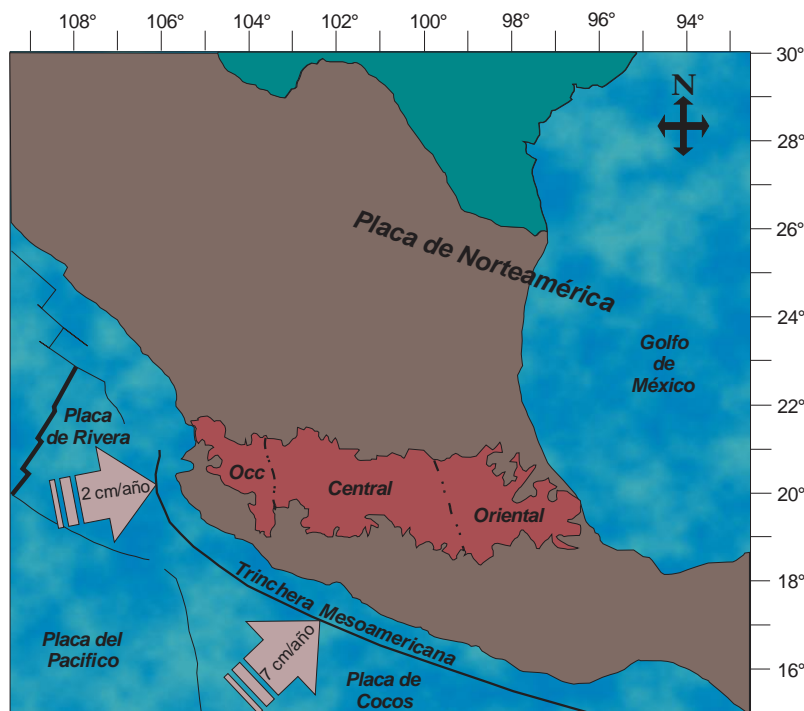 108° 106° 104° 102° 100° 98° 96° 94°
30°
N
28°
Placa de Norteamérica
26°
24°
Golfo
de
México
22°
Placa
de Rivera
2 cm/año
Occ
Central
Oriental
20°
18°
Trinchera Mesoamericana
Placa del
Pacifico
7 cm/año
Placa de
Cocos
16°